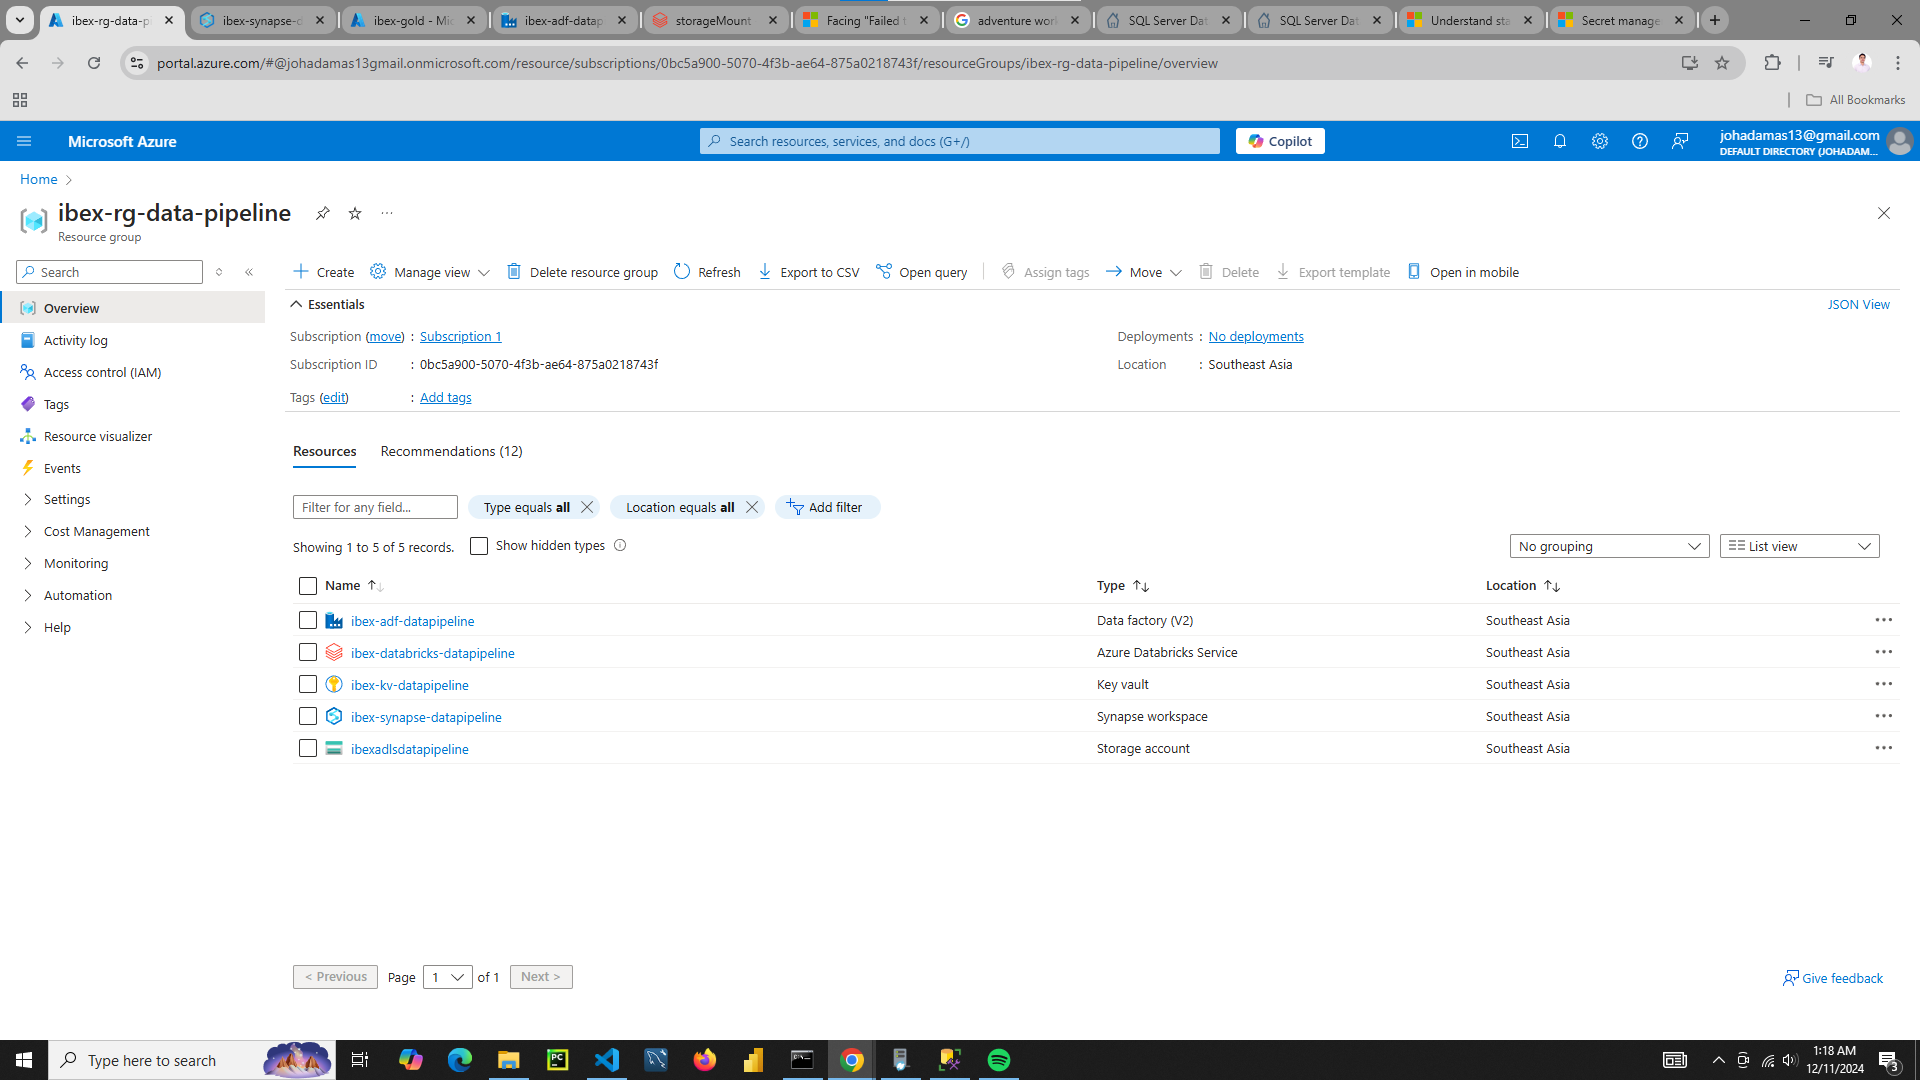 ibex-rg-data-pi
ibex-synapse-d
ibex-gold - Mic
ibex-adf-datap
storageMount
Facing "Failed t
adventure work
SQL Server Dat
SQL Server Dat
Understand sta
Secret manage
portal.azure.com/#@johadamas13gmail.onmicrosoft.com/resource/subscriptions/0bc5a900-5070-4f3b-ae64-875a0218743f/resourceGroups/ibex-rg-data-pipeline/overview
All Bookmarks
Microsoft Azure
Search resources, services, and docs (G+/)
Copilot
johadamas13@gmail.com
DEFAULT DIRECTORY (JOHADAM...
Home
ibex-rg-data-pipeline
Resource group
Search
Create
Manage view
Delete resource group
Refresh
Export to CSV
Open query
Assign tags
Move
Delete
Export template
Open in mobile
Overview
Activity log
Access control (IAM)
Tags
Resource visualizer
Events
Settings
Cost Management
Monitoring
Automation
Help
Essentials
JSON View
Subscription (move) : Subscription 1
Deployments : No deployments
Subscription ID : 0bc5a900-5070-4f3b-ae64-875a0218743f
Location : Southeast Asia
Tags (edit) : Add tags
Resources
Recommendations (12)
Filter for any field...
Type equals all
Location equals all
Add filter
Showing 1 to 5 of 5 records.
Show hidden types
No grouping
List view
Name Type Location
ibex-adf-datapipeline Data factory (V2) Southeast Asia
ibex-databricks-datapipeline Azure Databricks Service Southeast Asia
ibex-kv-datapipeline Key vault Southeast Asia
ibex-synapse-datapipeline Synapse workspace Southeast Asia
ibexadlsdatapipeline Storage account Southeast Asia
< Previous Page 1 of 1 Next >
Give feedback
Type here to search
PC
1:18 AM
12/11/2024
3